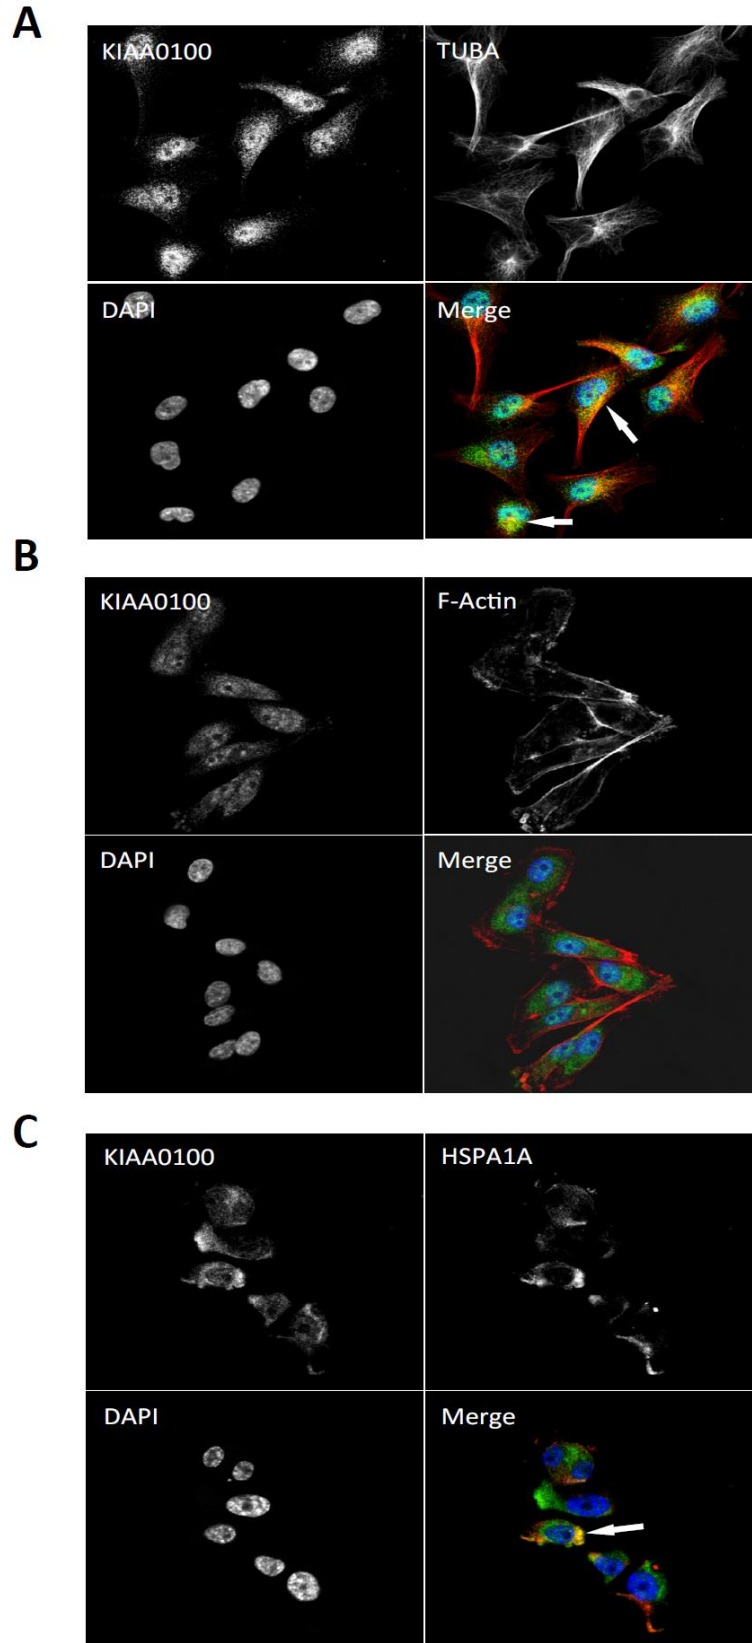 A
KIAA0100
TUBA
DAPI
Merge
B
KIAA0100
F-Actin
DAPI
Merge
C
KIAA0100
HSPA1A
DAPI
Merge